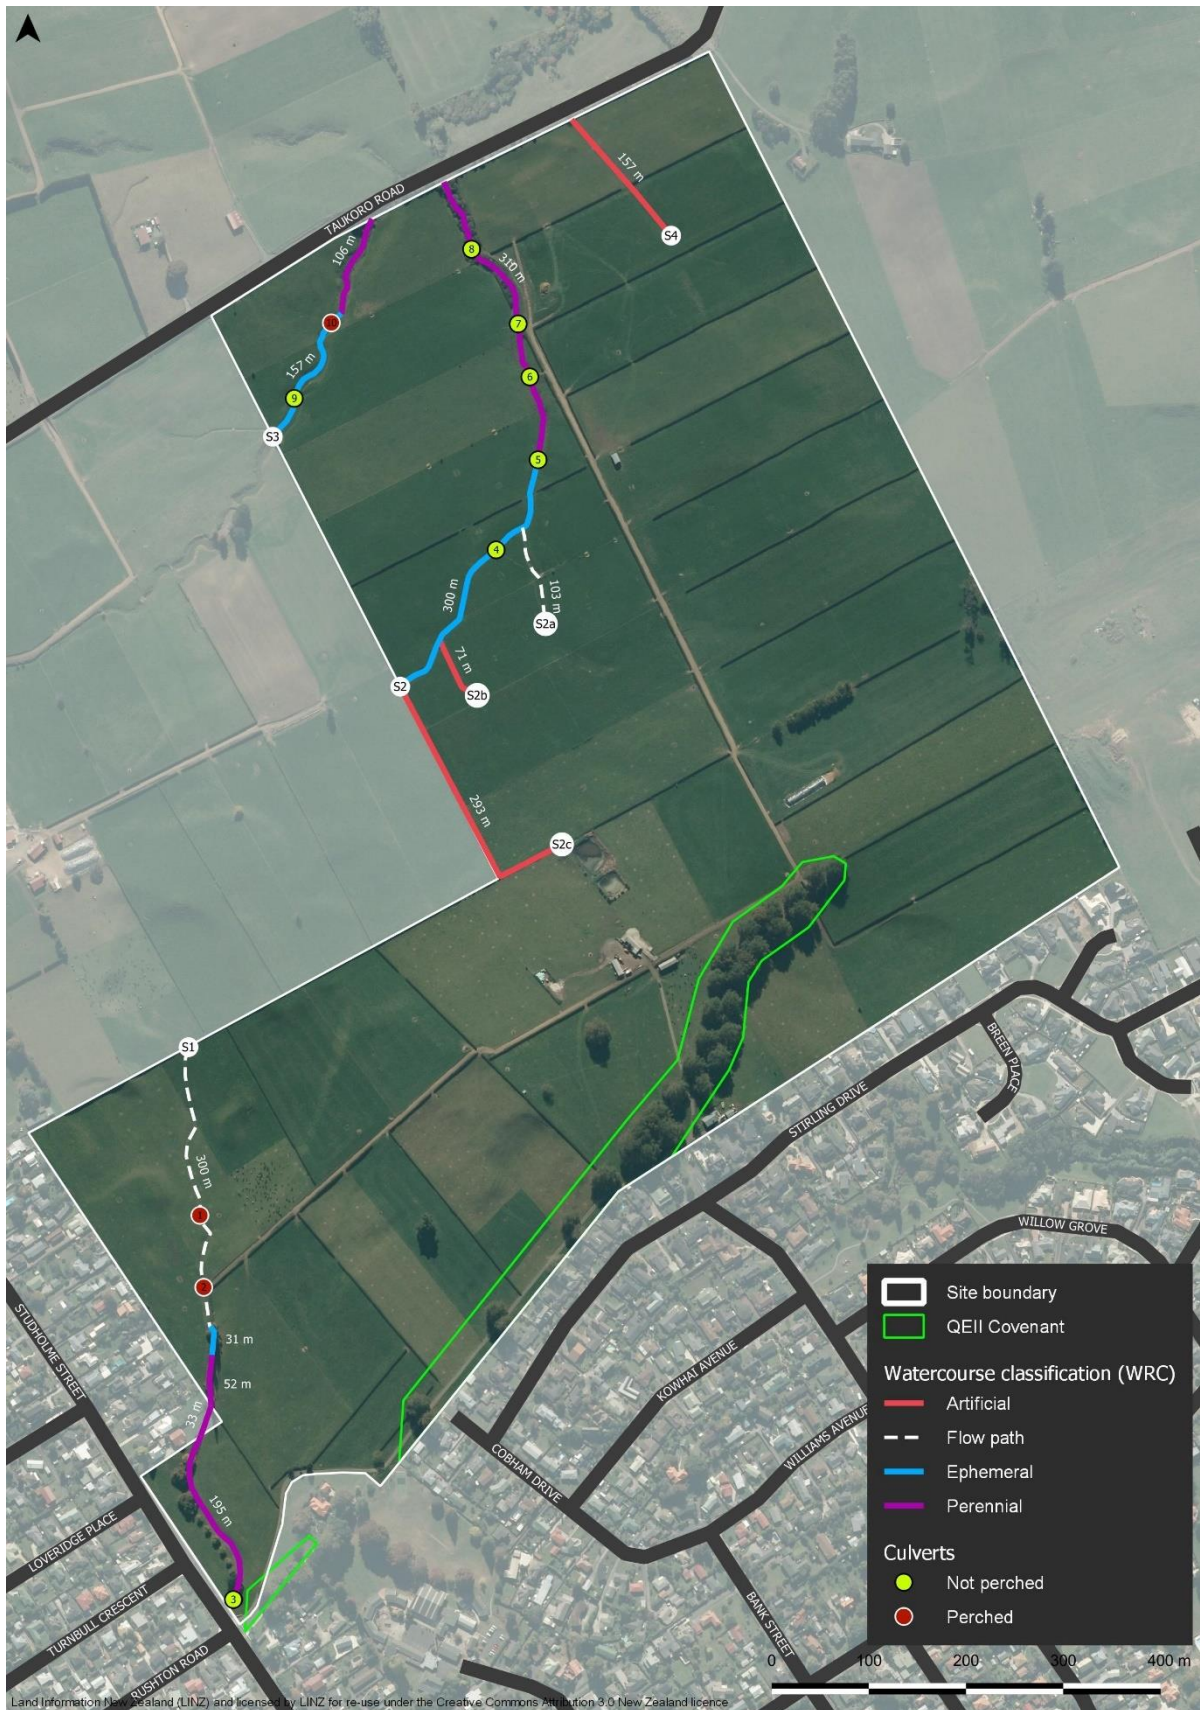 TAUKORO ROAD
157 m
S4
106 m
8
310 m
10
7
157 m
6
9
S3
5
4
300 m
103 m
S2a
71 m
S2
S2b
293 m
S2c
S1
BREEN PLACE
STIRLING DRIVE
300 m
1
WILLOW GROVE
2
STUDHOLME STREET
31 m
52 m
KOWHAI AVENUE
33 m
WILLIAMS AVENUE
COBHAM DRIVE
195 m
LOVERIDGE PLACE
3
TURNBULL CRESCENT
BANK STREET
RUSHTON ROAD
Site boundary
QEII Covenant
Watercourse classification (WRC)
Artificial
Flow path
Ephemeral
Perennial
Culverts
Not perched
Perched
0 100 200 300 400 m
Land Information New Zealand (LINZ) and licensed by LINZ for re-use under the Creative Commons Attribution 3.0 New Zealand licence